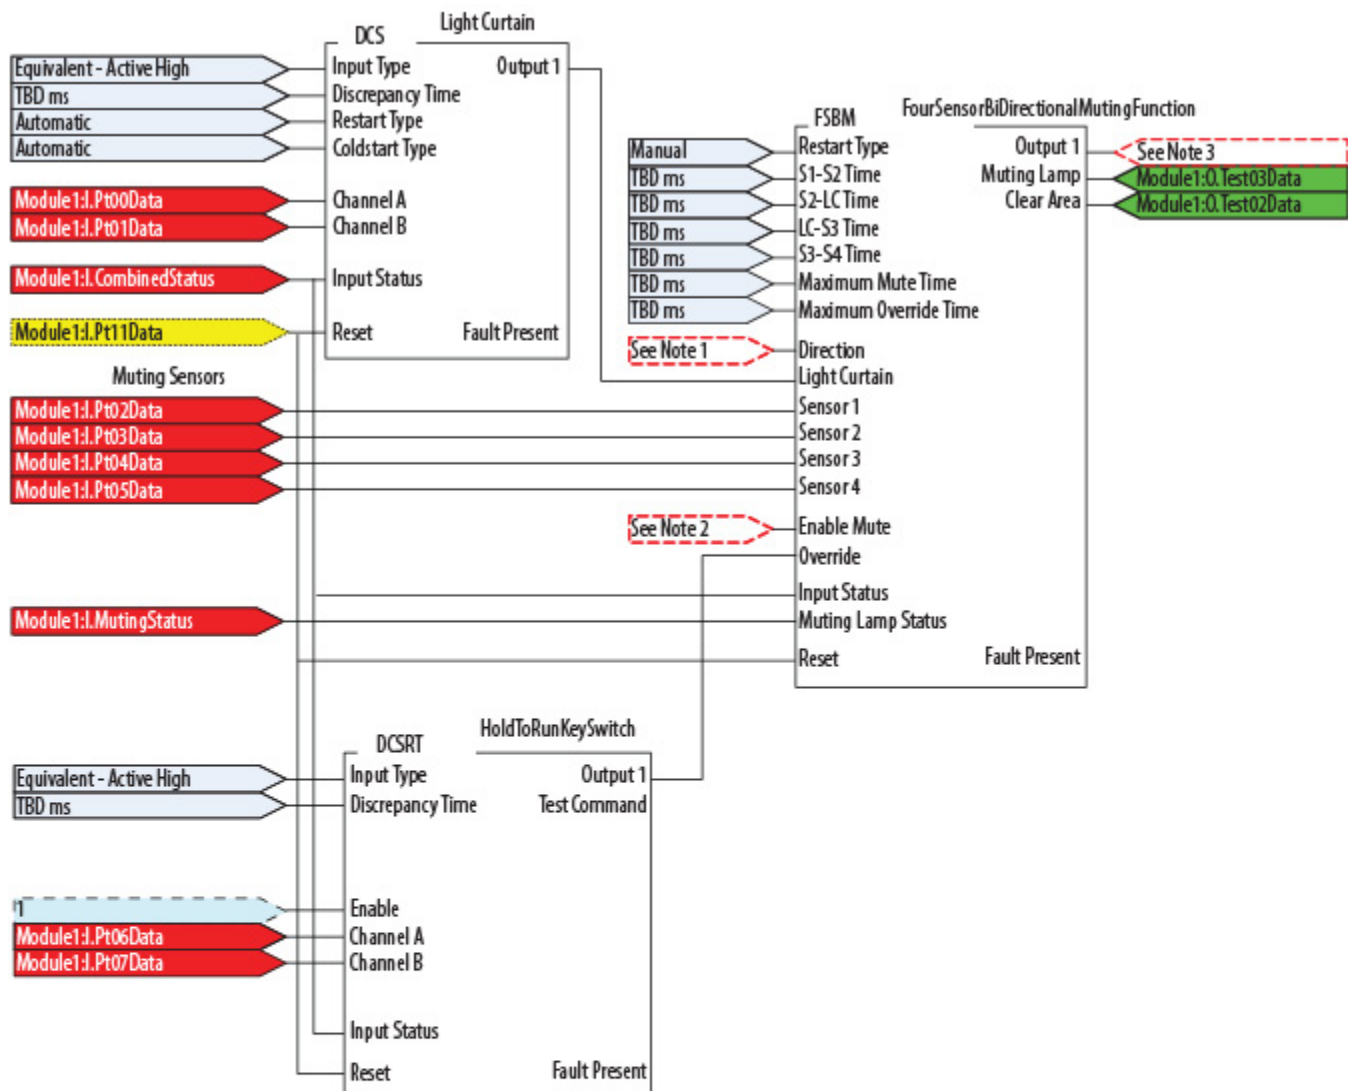 DCS
Light Curtain
Equivalent - Active High
Input Type
Output 1
TBD ms
Discrepancy Time
Automatic
Restart Type
Automatic
Coldstart Type
Module1:I.Pt00Data
Channel A
Module1:I.Pt01Data
Channel B
Module1:I.CombinedStatus
Input Status
Module1:I.Pt11Data
Reset
Fault Present
Muting Sensors
Module1:I.Pt02Data
Module1:I.Pt03Data
Module1:I.Pt04Data
Module1:I.Pt05Data
Module1:I.MutingStatus
FSBM
FourSensorBiDirectionalMutingFunction
Manual
Restart Type
Output 1
See Note 3
TBD ms
S1-S2 Time
Muting Lamp
Module1:O.Test03Data
TBD ms
S2-LC Time
Clear Area
Module1:O.Test02Data
TBD ms
LC-S3 Time
TBD ms
S3-S4 Time
TBD ms
Maximum Mute Time
TBD ms
Maximum Override Time
See Note 1
Direction
Light Curtain
Sensor 1
Sensor 2
Sensor 3
Sensor 4
See Note 2
Enable Mute
Override
Input Status
Muting Lamp Status
Reset
Fault Present
DCSRT
HoldToRunKeySwitch
Equivalent - Active High
Input Type
Output 1
TBD ms
Discrepancy Time
Test Command
1
Enable
Module1:I.Pt06Data
Channel A
Module1:I.Pt07Data
Channel B
Input Status
Reset
Fault Present